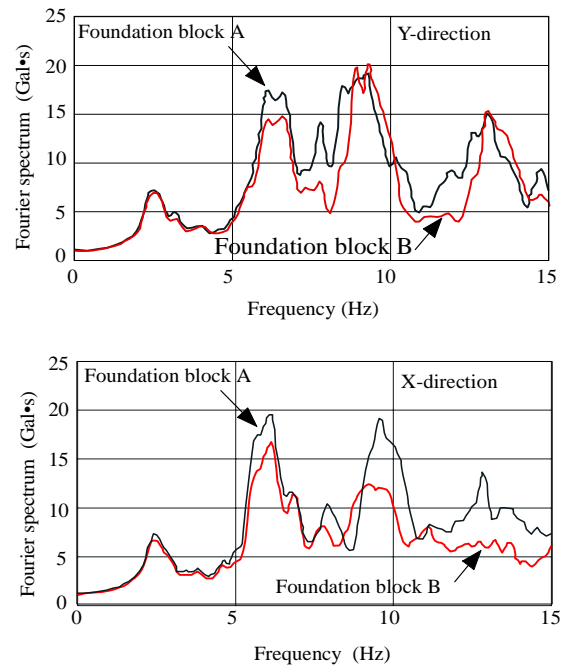 25
Foundation block A
Y-direction
20
15
10
5
0
Foundation block B
0
5
10
15
Fourier spectrum (Gal•s)
Frequency (Hz)
25
Foundation block A
X-direction
20
15
10
5
0
Foundation block B
0
5
10
15
Fourier spectrum (Gal•s)
Frequency (Hz)